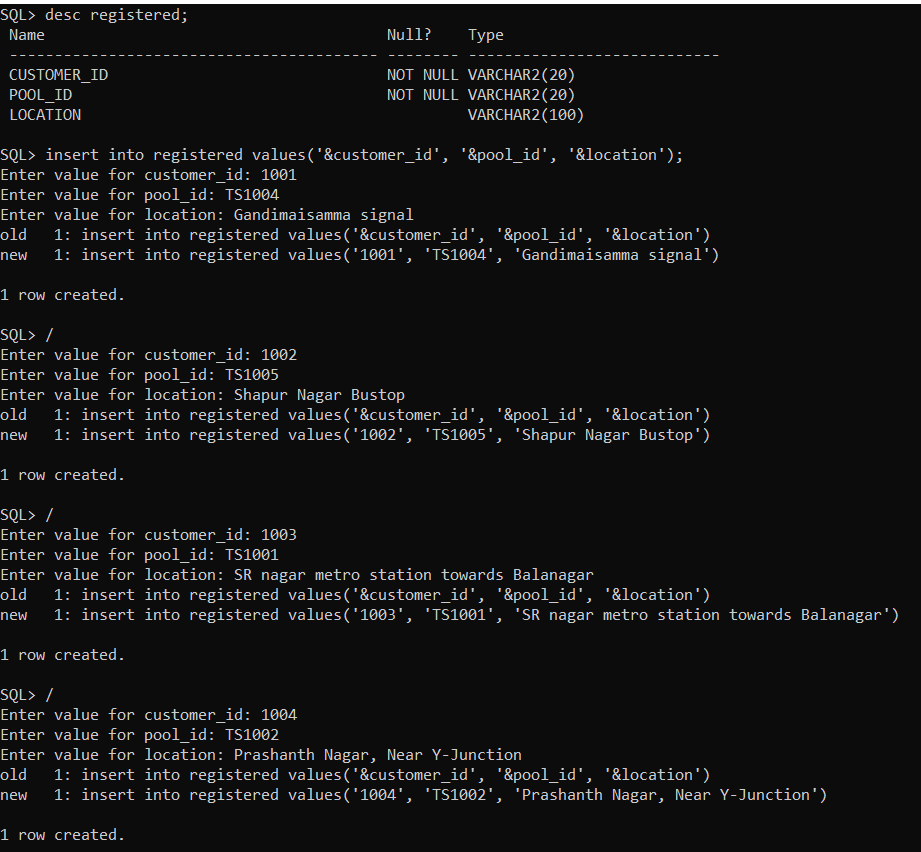 SQL> desc registered;
 Name                                      Null?    Type
 ----------------------------------------- -------- ----------------------------
 CUSTOMER_ID                               NOT NULL VARCHAR2(20)
 POOL_ID                                   NOT NULL VARCHAR2(20)
 LOCATION                                           VARCHAR2(100)
SQL> insert into registered values('&customer_id', '&pool_id', '&location');
Enter value for customer_id: 1001
Enter value for pool_id: TS1004
Enter value for location: Gandimaisamma signal
old   1: insert into registered values('&customer_id', '&pool_id', '&location')
new   1: insert into registered values('1001', 'TS1004', 'Gandimaisamma signal')
1 row created.
SQL> /
Enter value for customer_id: 1002
Enter value for pool_id: TS1005
Enter value for location: Shapur Nagar Bustop
old   1: insert into registered values('&customer_id', '&pool_id', '&location')
new   1: insert into registered values('1002', 'TS1005', 'Shapur Nagar Bustop')
1 row created.
SQL> /
Enter value for customer_id: 1003
Enter value for pool_id: TS1001
Enter value for location: SR nagar metro station towards Balanagar
old   1: insert into registered values('&customer_id', '&pool_id', '&location')
new   1: insert into registered values('1003', 'TS1001', 'SR nagar metro station towards Balanagar')
1 row created.
SQL> /
Enter value for customer_id: 1004
Enter value for pool_id: TS1002
Enter value for location: Prashanth Nagar, Near Y-Junction
old   1: insert into registered values('&customer_id', '&pool_id', '&location')
new   1: insert into registered values('1004', 'TS1002', 'Prashanth Nagar, Near Y-Junction')
1 row created.